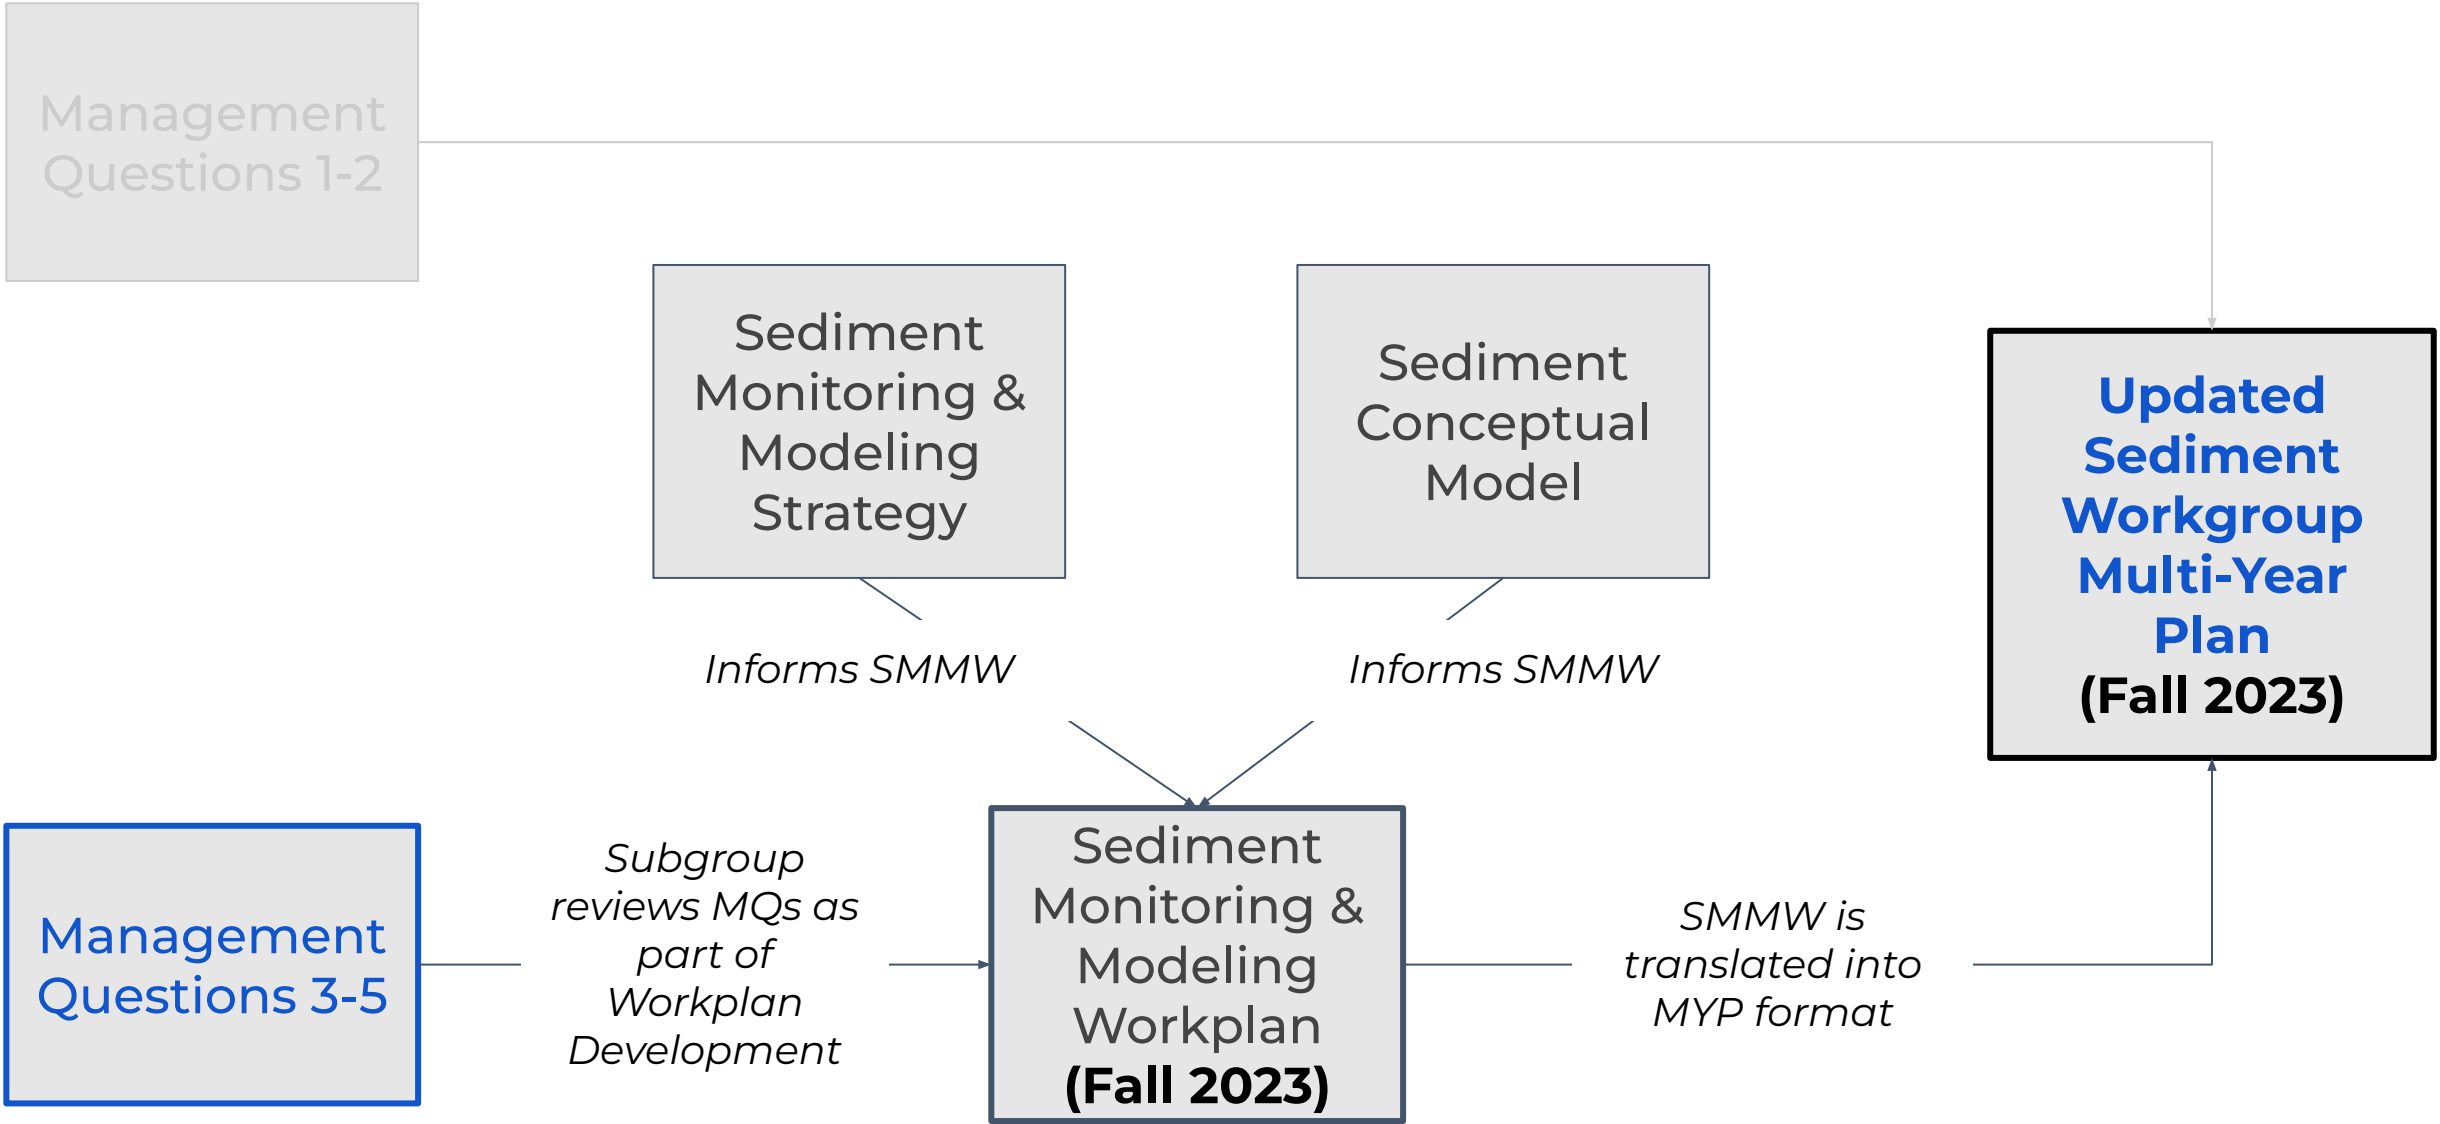 Management
Questions 1-2
Sediment
Monitoring &
Modeling
Strategy
Sediment
Conceptual
Model
Updated
Sediment
Workgroup
Multi-Year
Plan
(Fall 2023)
Informs SMMW
Informs SMMW
Management
Questions 3-5
Subgroup
reviews MQs as
part of
Workplan
Development
Sediment
Monitoring &
Modeling
Workplan
(Fall 2023)
SMMW is
translated into
MYP format